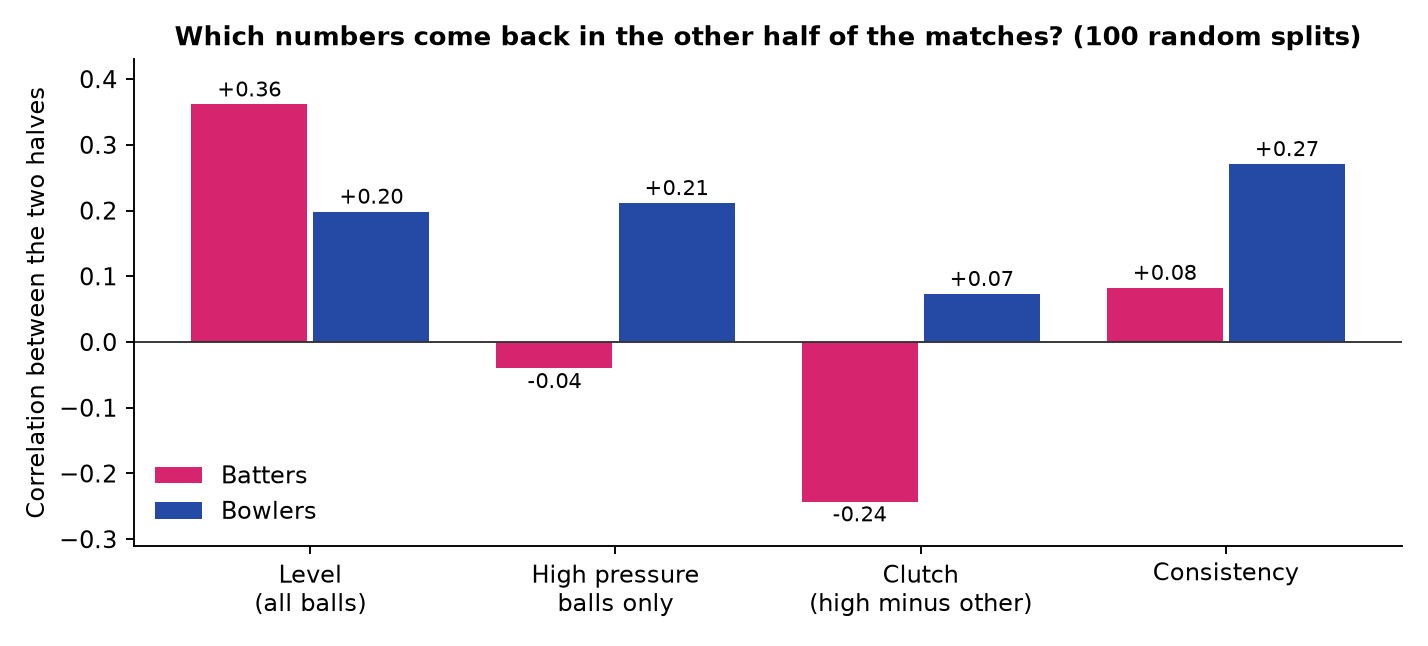 Which numbers come back in the other half of the matches? (100 random splits)
Correlation between the two halves
0.4
0.3
0.2
0.1
0.0
−0.1
−0.2
−0.3
+0.36
+0.20
-0.04
+0.21
-0.24
+0.07
+0.08
+0.27
Batters
Bowlers
Level
(all balls)
High pressure
balls only
Clutch
(high minus other)
Consistency